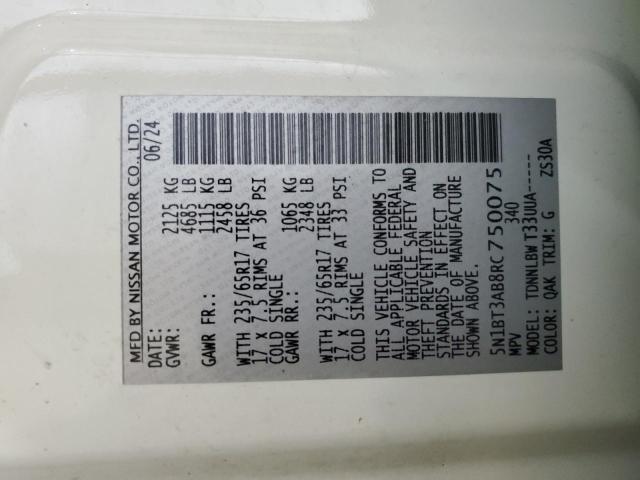 MFD BY NISSAN MOTOR CO., LTD.
DATE: 06/24
GVWR: 2125 KG
4685 LB
GAWR FR.: 1115 KG
2458 LB
WITH 235/65R17 TIRES
17 X 7.5 RIMS AT 36 PSI
COLD SINGLE
GAWR RR.: 1065 KG
2348 LB
WITH 235/65R17 TIRES
17 X 7.5 RIMS AT 33 PSI
COLD SINGLE
THIS VEHICLE CONFORMS TO
ALL APPLICABLE FEDERAL
MOTOR VEHICLE SAFETY AND
THEFT PREVENTION
STANDARDS IN EFFECT ON
THE DATE OF MANUFACTURE
SHOWN ABOVE.
5N1BT3AB8RC750075
MPV 340
MODEL: TDNNLBW T33UUA-----
COLOR: QAK TRIM: G ZS30A